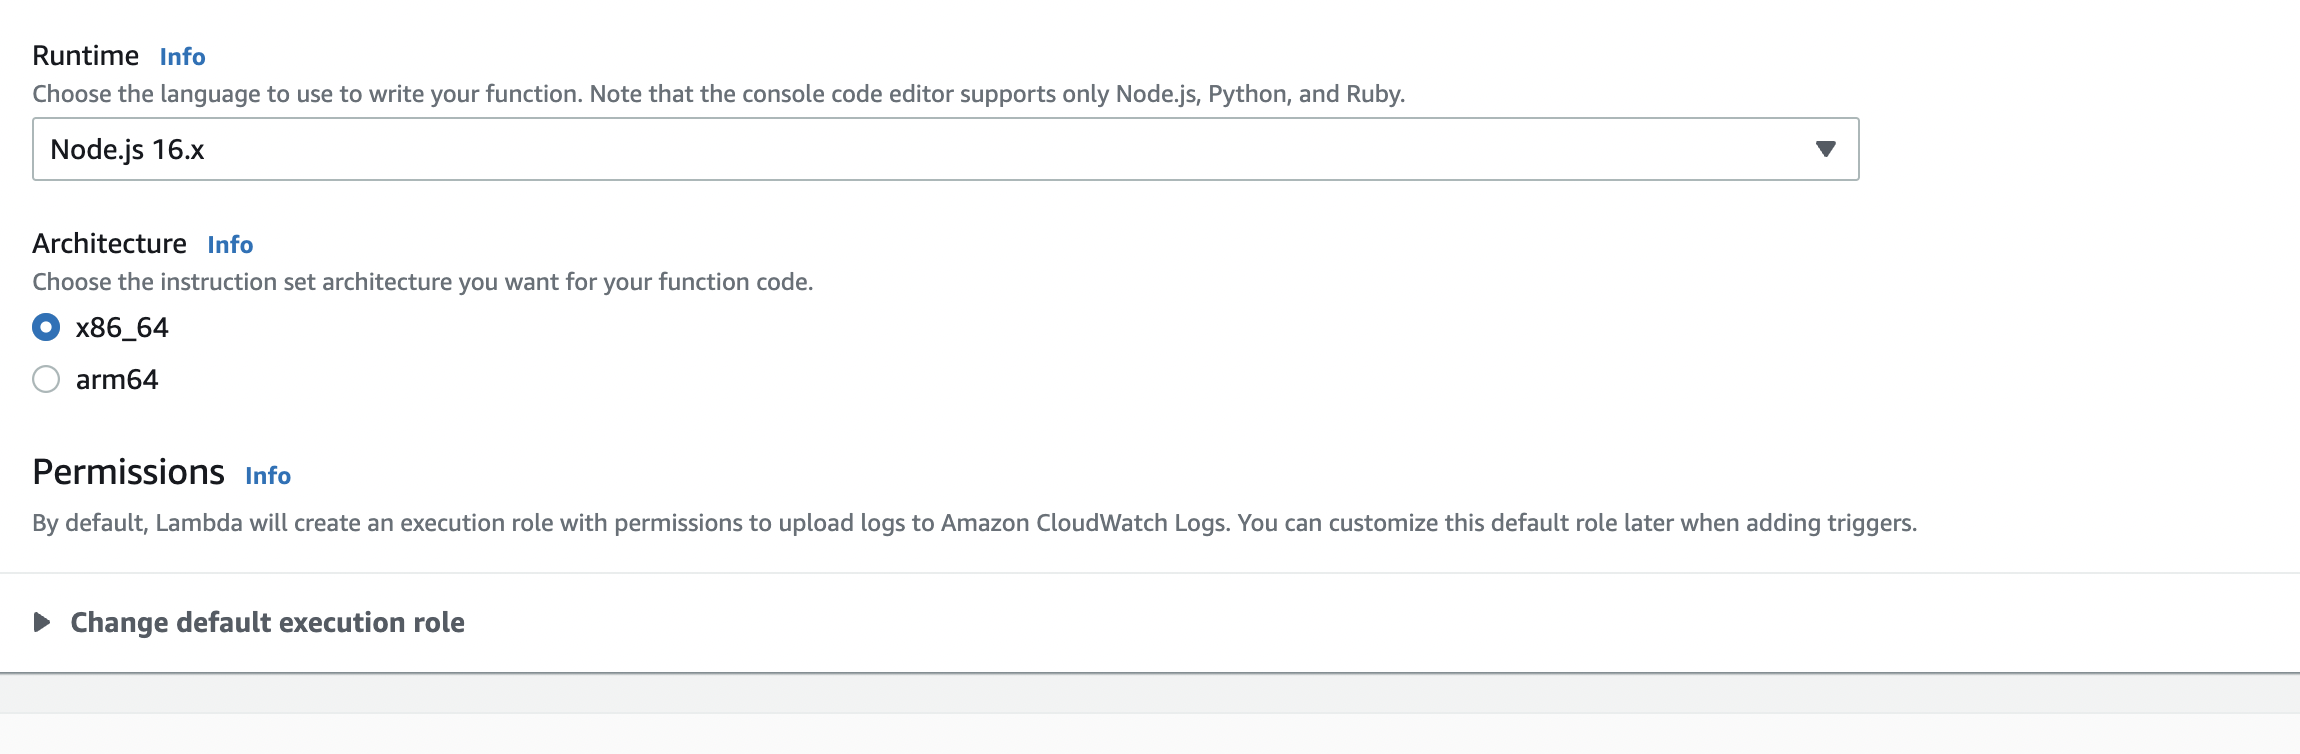 Runtime Info
Choose the language to use to write your function. Note that the console code editor supports only Node.js, Python, and Ruby.
Node.js 16.x
Architecture Info
Choose the instruction set architecture you want for your function code.
x86_64
arm64
Permissions Info
By default, Lambda will create an execution role with permissions to upload logs to Amazon CloudWatch Logs. You can customize this default role later when adding triggers.
Change default execution role